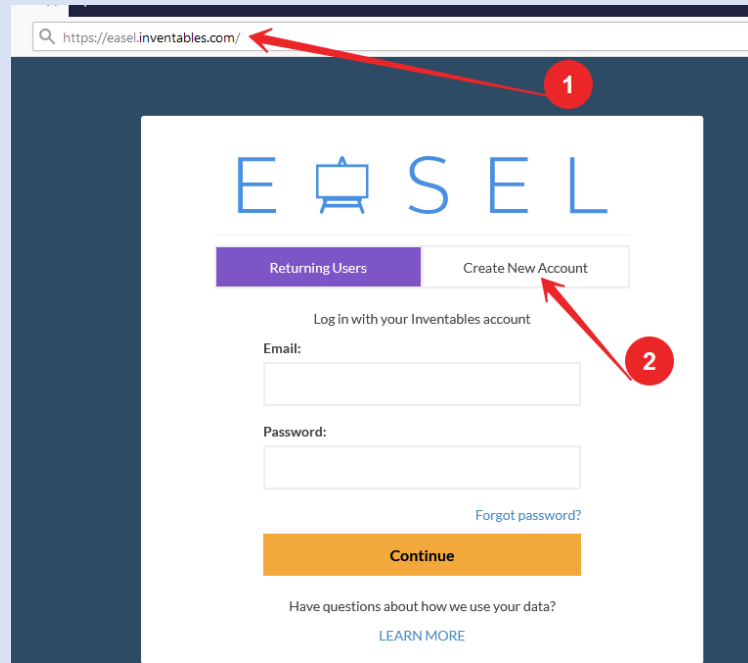 https://easel.inventables.com/
1
E A S E L
Returning Users
Create New Account
2
Log in with your Inventables account
Email:
Password:
Forgot password?
Continue
Have questions about how we use your data?
LEARN MORE